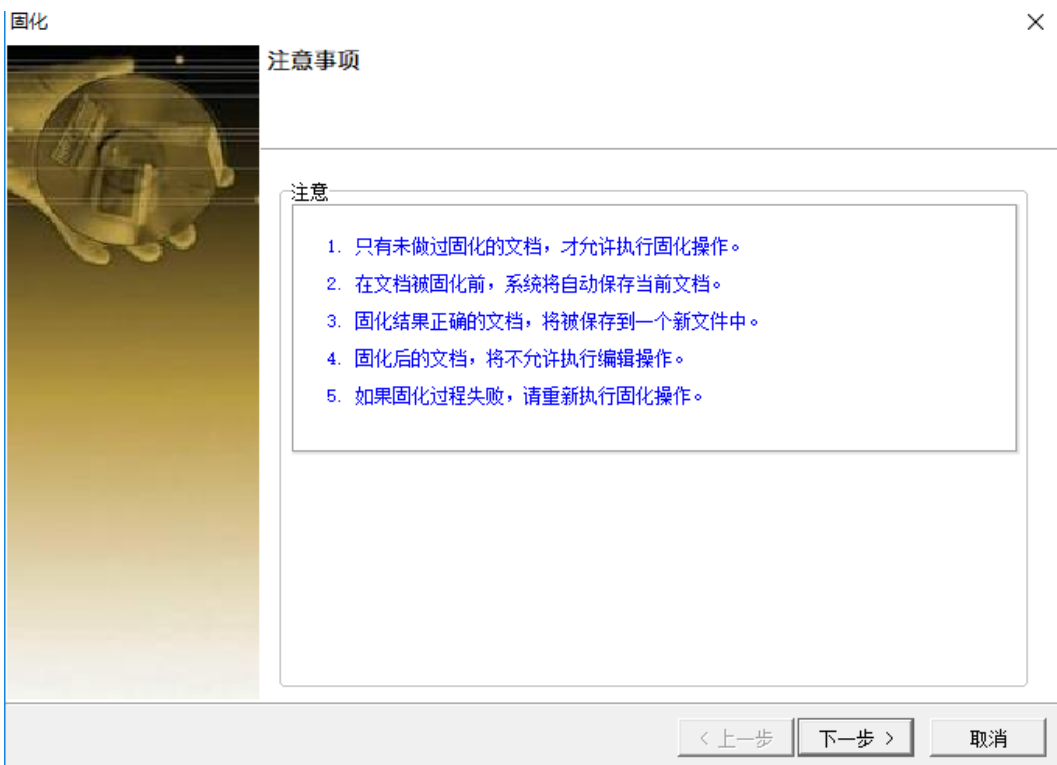 固化
注意事项
注意
1. 只有未做过固化的文档，才允许执行固化操作。
2. 在文档被固化前，系统将自动保存当前文档。
3. 固化结果正确的文档，将被保存到一个新文件中。
4. 固化后的文档，将不允许执行编辑操作。
5. 如果固化过程失败，请重新执行固化操作。
< 上一步 下一步 > 取消